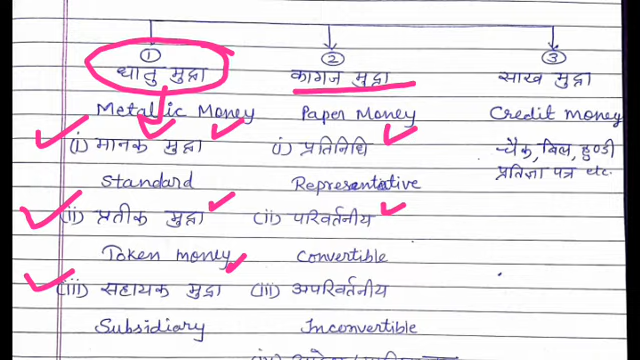 ① ② ③
धातु मुद्रा कागज मुद्रा साख मुद्रा
Metallic Money Paper Money Credit money
(i) मानक मुद्रा (i) प्रतिनिधि चैक, बिल, हुण्डी
Standard Representative प्रतिज्ञा पत्र etc.
(ii) प्रतीक मुद्रा (ii) परिवर्तनीय
Token money Convertible
(iii) सहायक मुद्रा (iii) अपरिवर्तनीय
Subsidiary Inconvertible